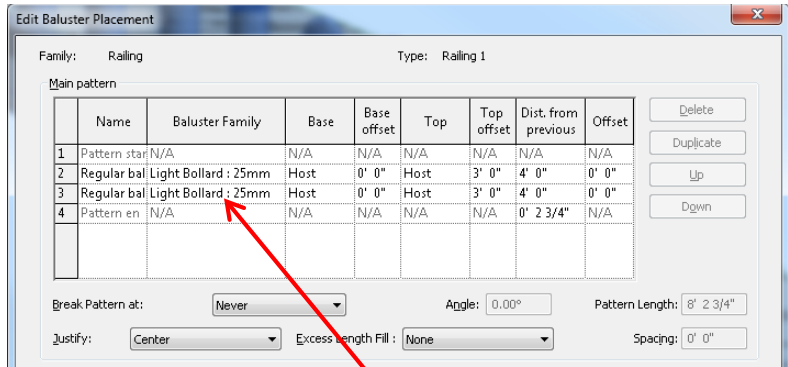 Edit Baluster Placement
Family: Railing Type: Railing 1
Main pattern
Name Baluster Family Base Base offset Top Top offset Dist. from previous Offset
1 Pattern star N/A N/A N/A N/A N/A N/A N/A
2 Regular bal Light Bollard : 25mm Host 0' 0" Host 3' 0" 4' 0" 0' 0"
3 Regular bal Light Bollard : 25mm Host 0' 0" Host 3' 0" 4' 0" 0' 0"
4 Pattern en N/A N/A N/A N/A N/A 0' 2 3/4" N/A
Delete
Duplicate
Up
Down
Break Pattern at: Never Angle: 0.00° Pattern Length: 8' 2 3/4"
Justify: Center Excess Length Fill : None Spacing: 0' 0"